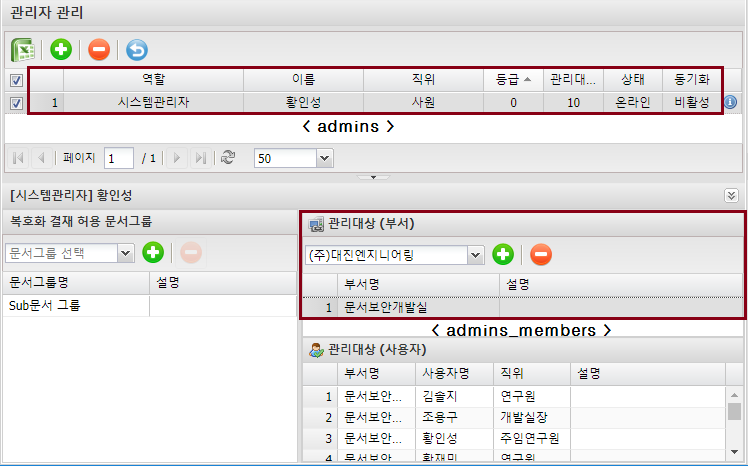 관리자 관리
역할 이름 직위 등급 관리대... 상태 동기화
1 시스템관리자 황인성 사원 0 10 온라인 비활성
< admins >
페이지 1 / 1 50
[시스템관리자] 황인성
복호화 결재 허용 문서그룹
문서그룹 선택
문서그룹명 설명
Sub문서 그룹
관리대상 (부서)
(주)대진엔지니어링
부서명 설명
1 문서보안개발실
< admins_members >
관리대상 (사용자)
부서명 사용자명 직위 설명
1 문서보안... 김솔지 연구원
2 문서보안... 조용구 개발실장
3 문서보안... 황인성 주임연구원
4 문서보안... 황재민 연구원